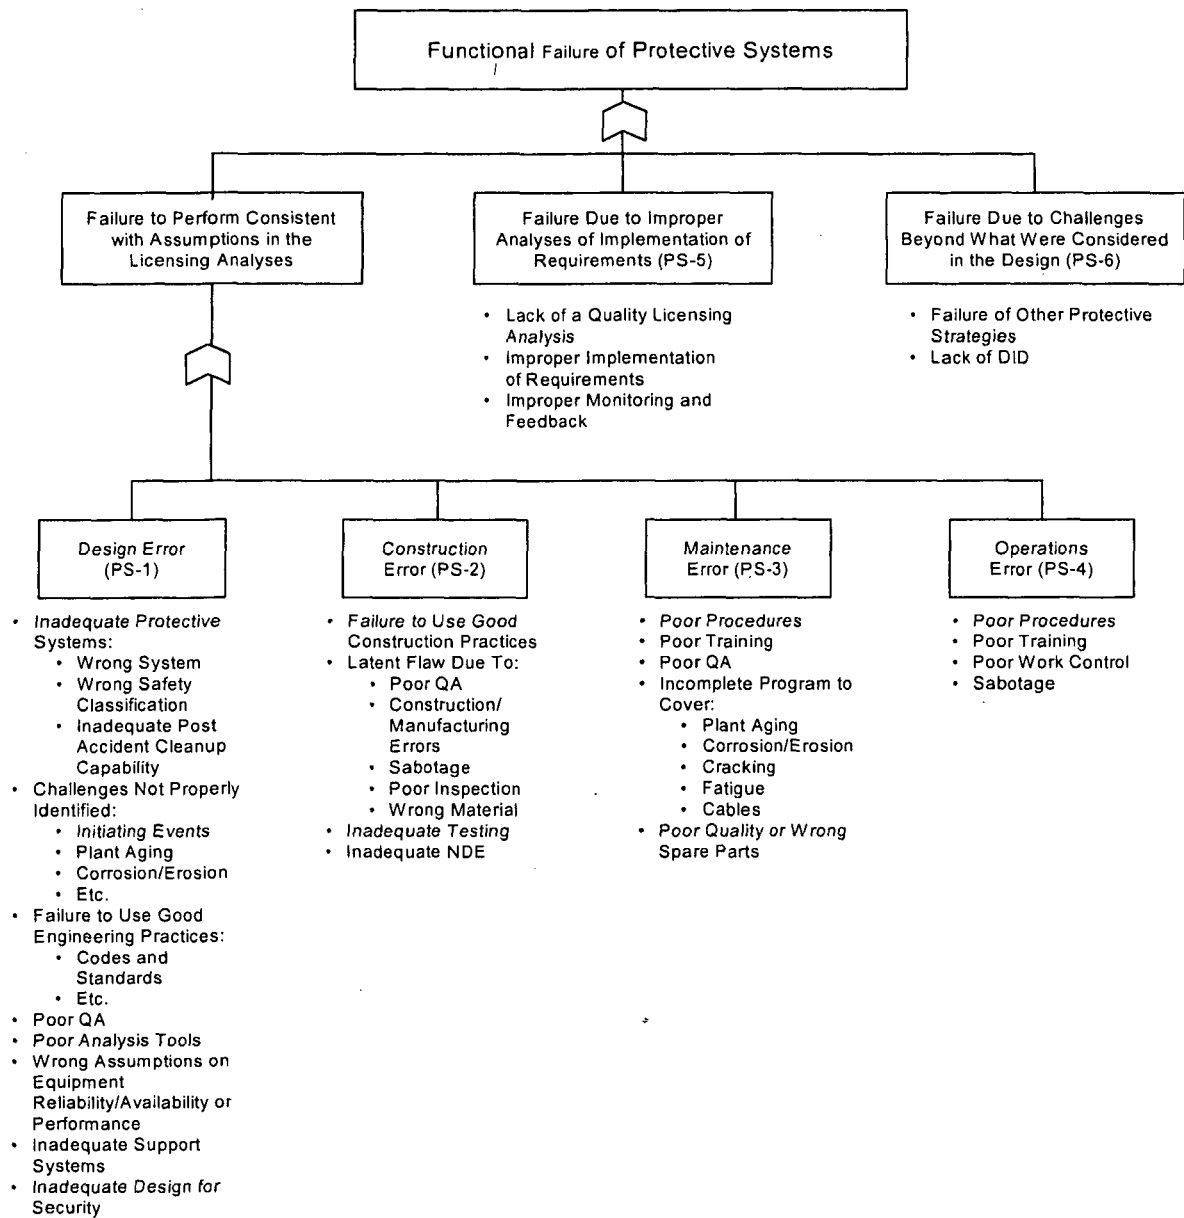 Functional Failure of Protective Systems
Failure to Perform Consistent
with Assumptions in the
Licensing Analyses
Failure Due to Improper
Analyses of Implementation of
Requirements (PS-5)
Failure Due to Challenges
Beyond What Were Considered
in the Design (PS-6)
• Lack of a Quality Licensing
Analysis
• Improper Implementation
of Requirements
• Improper Monitoring and
Feedback
• Failure of Other Protective
Strategies
• Lack of DID
Design Error
(PS-1)
Construction
Error (PS-2)
Maintenance
Error (PS-3)
Operations
Error (PS-4)
• Inadequate Protective
Systems:
• Wrong System
• Wrong Safety
Classification
• Inadequate Post
Accident Cleanup
Capability
• Challenges Not Properly
Identified:
• Initiating Events
• Plant Aging
• Corrosion/Erosion
• Etc.
• Failure to Use Good
Engineering Practices:
• Codes and
Standards
• Etc.
• Poor QA
• Poor Analysis Tools
• Wrong Assumptions on
Equipment
Reliability/Availability or
Performance
• Inadequate Support
Systems
• Inadequate Design for
Security
• Failure to Use Good
Construction Practices
• Latent Flaw Due To:
• Poor QA
• Construction/
Manufacturing
Errors
• Sabotage
• Poor Inspection
• Wrong Material
• Inadequate Testing
• Inadequate NDE
• Poor Procedures
• Poor Training
• Poor QA
• Incomplete Program to
Cover:
• Plant Aging
• Corrosion/Erosion
• Cracking
• Fatigue
• Cables
• Poor Quality or Wrong
Spare Parts
• Poor Procedures
• Poor Training
• Poor Work Control
• Sabotage